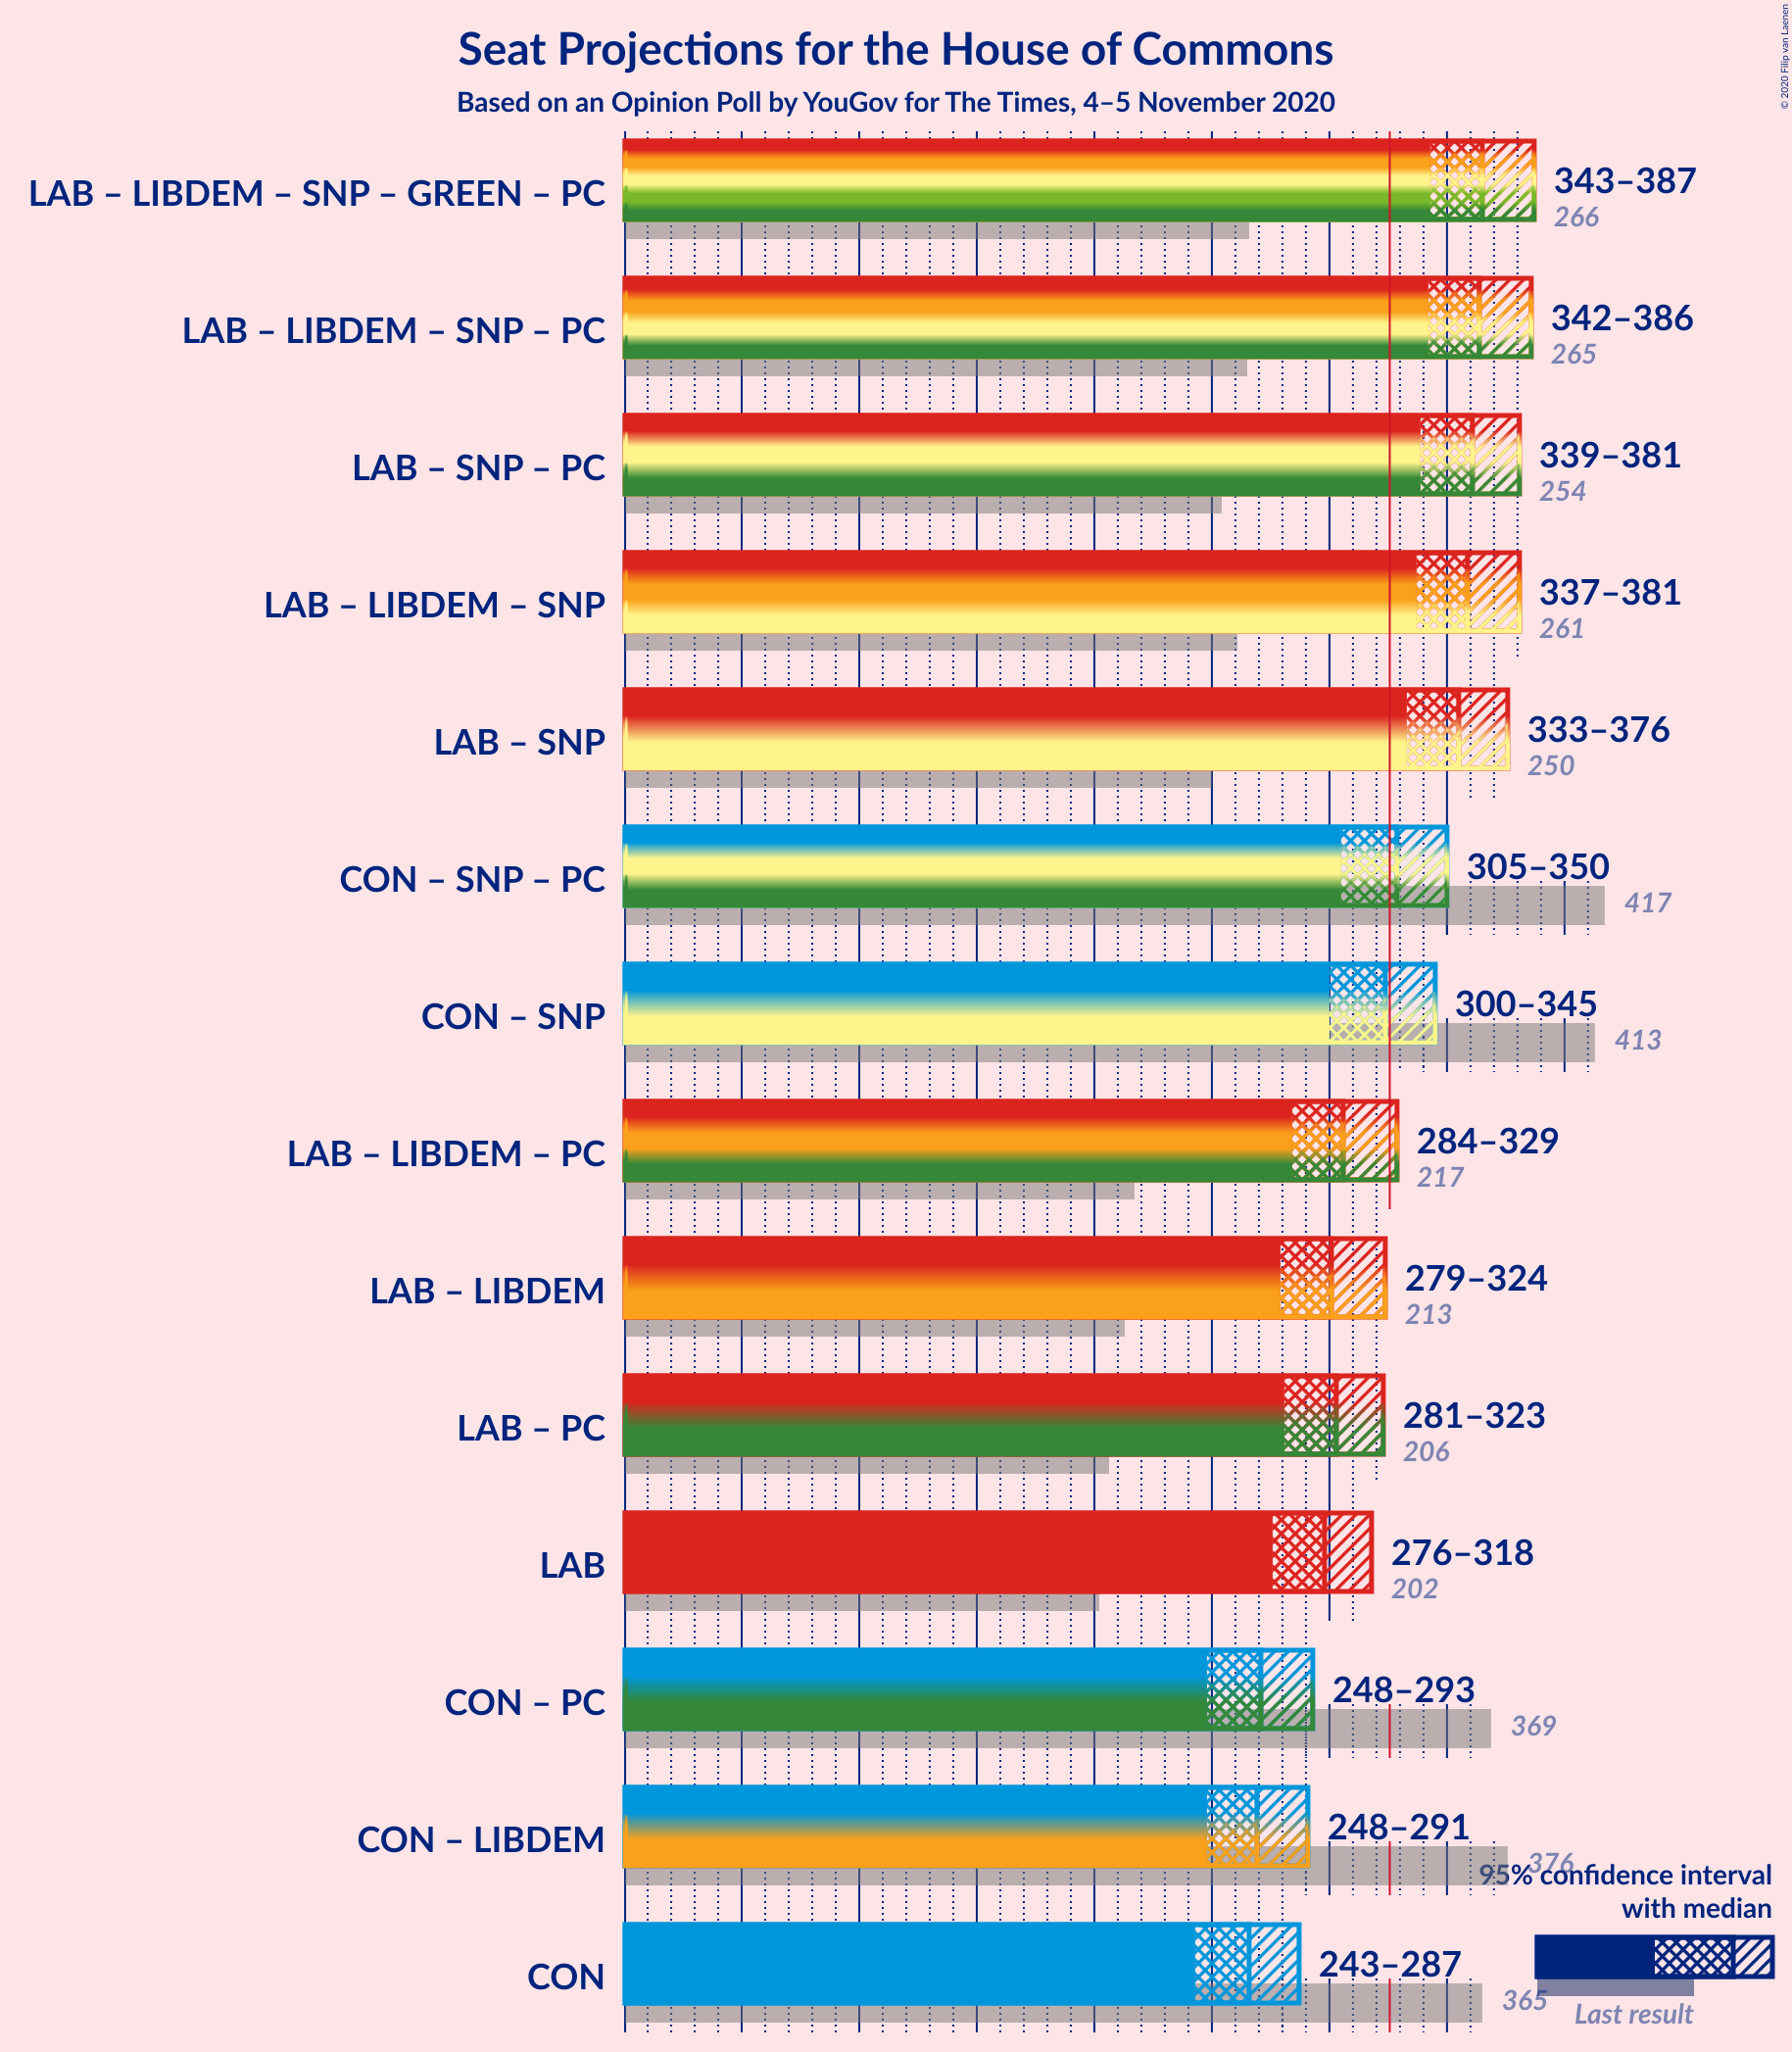 © 2020 Filip van Laenen
Seat Projections for the House of Commons
Based on an Opinion Poll by YouGov for The Times, 4–5 November 2020
LAB – LIBDEM – SNP – GREEN – PC
343–387
266
LAB – LIBDEM – SNP – PC
342–386
265
LAB – SNP – PC
339–381
254
LAB – LIBDEM – SNP
337–381
261
LAB – SNP
333–376
250
CON – SNP – PC
305–350
417
CON – SNP
300–345
413
LAB – LIBDEM – PC
284–329
217
LAB – LIBDEM
279–324
213
LAB – PC
281–323
206
LAB
276–318
202
CON – PC
248–293
369
CON – LIBDEM
248–291
376
CON
243–287
365
95% confidence interval
with median
Last result